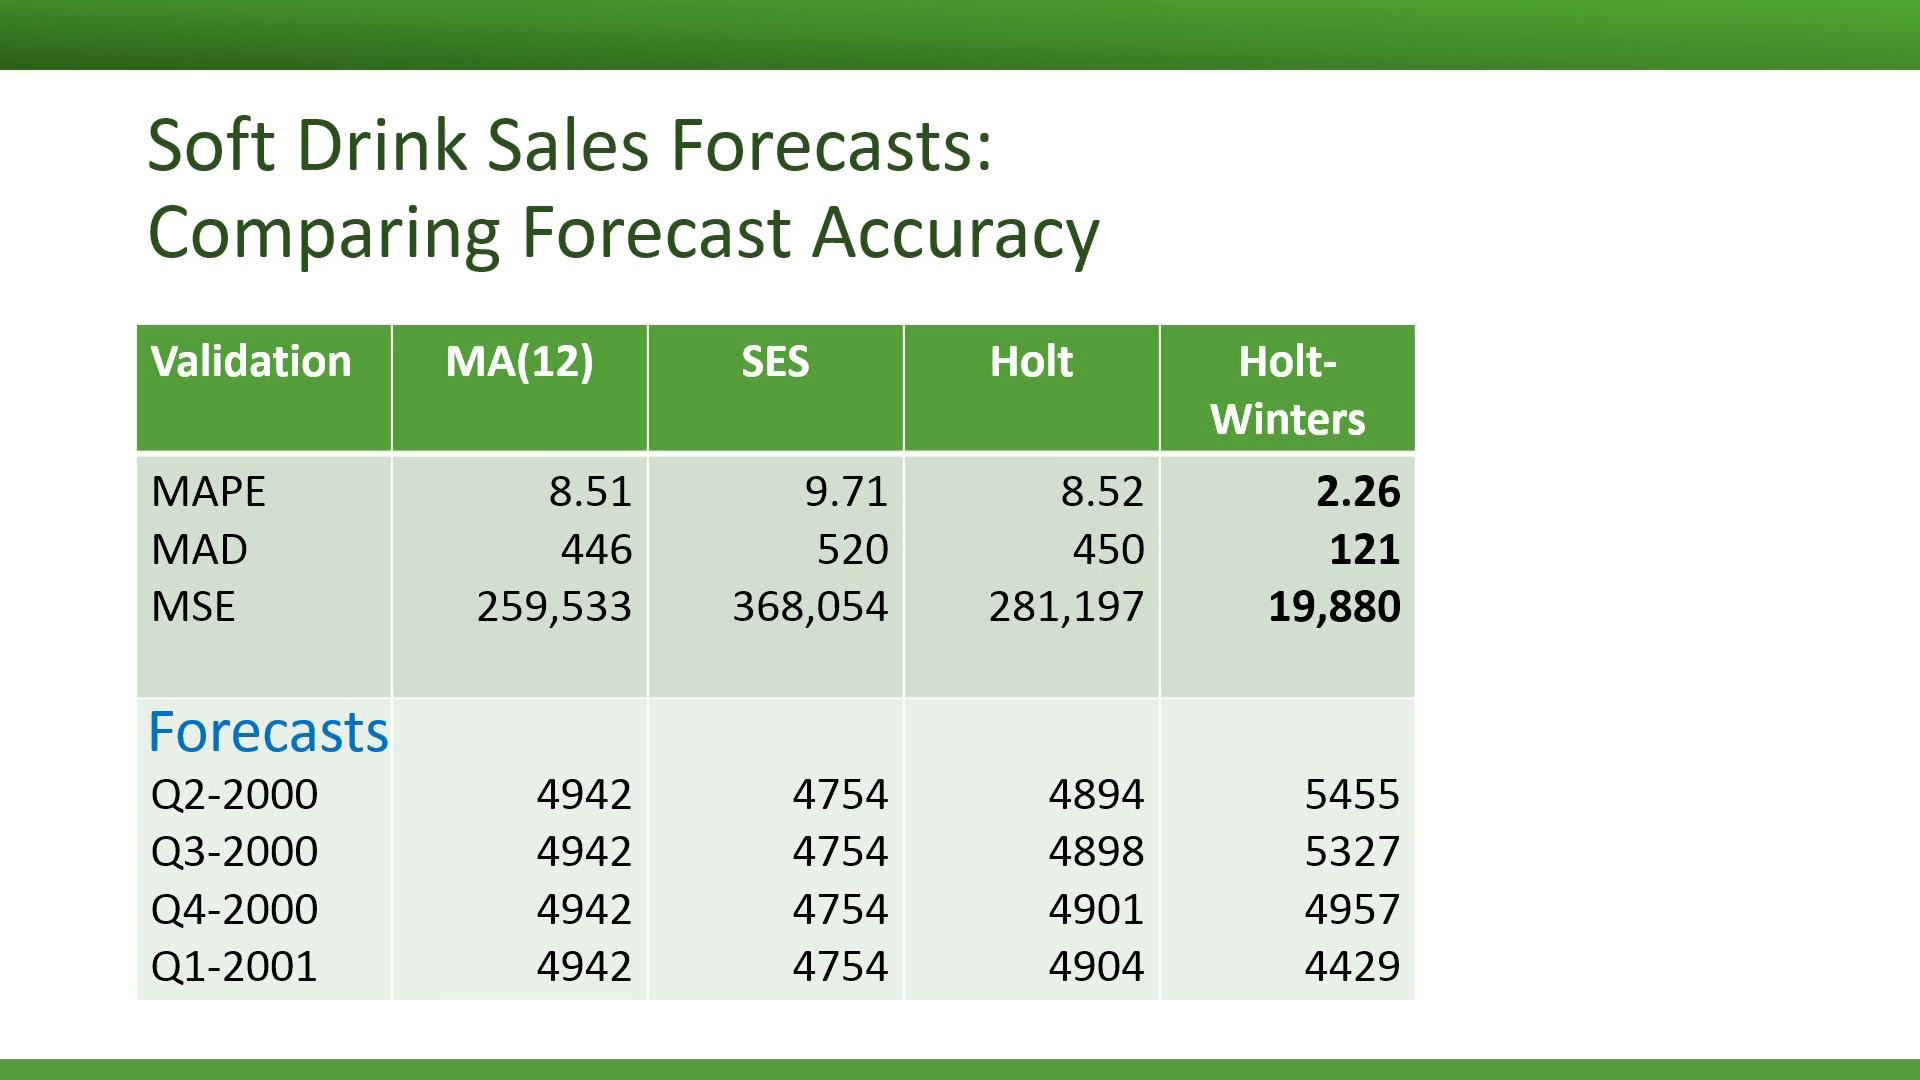 Soft Drink Sales Forecasts:
Comparing Forecast Accuracy
Validation MA(12) SES Holt Holt-
Winters
MAPE 8.51 9.71 8.52 2.26
MAD 446 520 450 121
MSE 259,533 368,054 281,197 19,880
Forecasts
Q2-2000 4942 4754 4894 5455
Q3-2000 4942 4754 4898 5327
Q4-2000 4942 4754 4901 4957
Q1-2001 4942 4754 4904 4429